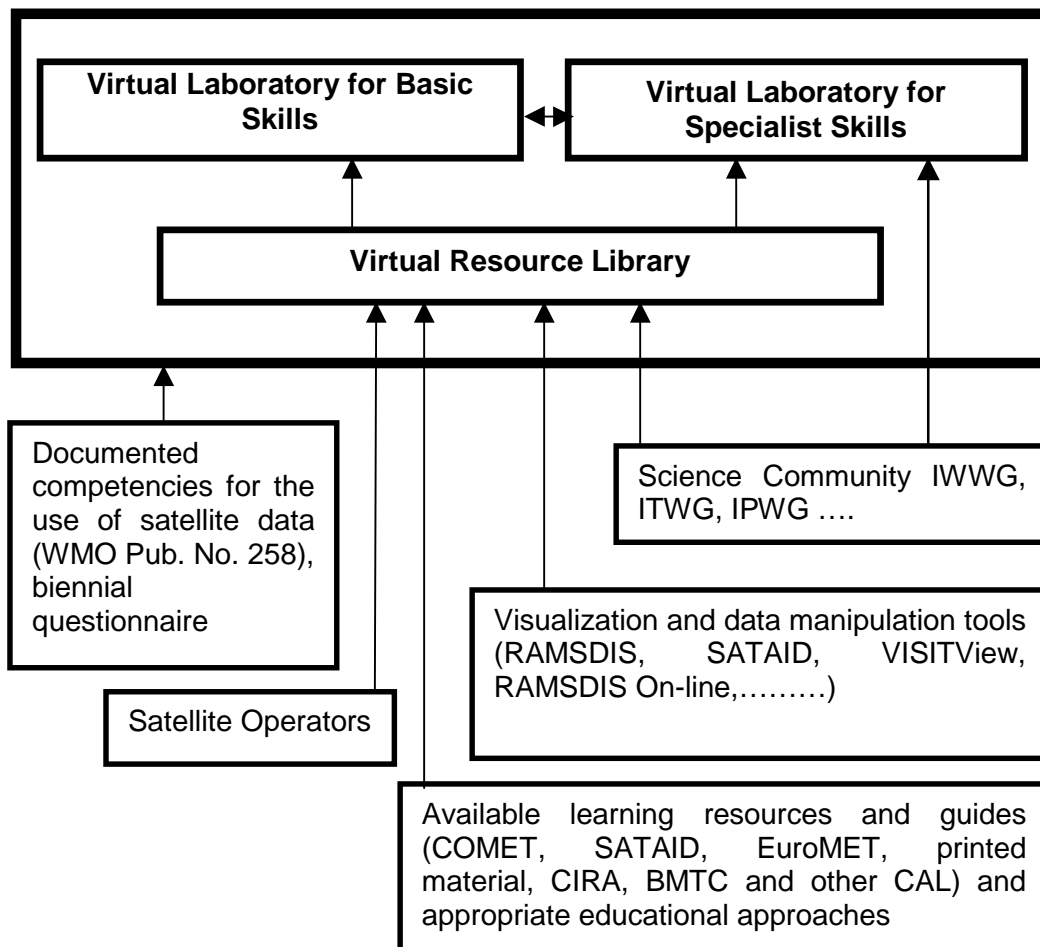 Virtual Laboratory for Basic
Skills
Virtual Laboratory for
Specialist Skills
Virtual Resource Library
Documented
competencies for the
use of satellite data
(WMO Pub. No. 258),
biennial
questionnaire
Science Community IWWG,
ITWG, IPWG ….
Visualization and data manipulation tools
(RAMSDIS, SATAID, VISITView,
RAMSDIS On-line,………)
Satellite Operators
Available learning resources and guides
(COMET, SATAID, EuroMET, printed
material, CIRA, BMTC and other CAL) and
appropriate educational approaches